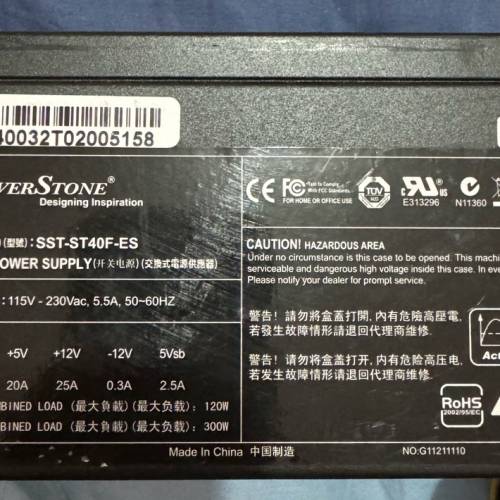 40032T02005158
VERSTONE®
Designing Inspiration
(型號) : SST-ST40F-ES
POWER SUPPLY (开关电源) (交換式電源供應器)
: 115V - 230Vac, 5.5A, 50~60HZ
+5V +12V -12V 5Vsb
20A 25A 0.3A 2.5A
BINED LOAD (最大負載) (最大负载) : 120W
BINED LOAD (最大負載) (最大负载) : 300W
CE FC Tested To Comply With FCC Standards
FOR HOME OR OFFICE USE
TÜV
c RU US
E313296
N11360
CAUTION! HAZARDOUS AREA
Under no circumstance is this case to be opened. This machine
serviceable and dangerous high voltage inside this case. In even
Please notify your dealer for prompt service.
警告! 請勿將盒蓋打開, 內有危險高壓電,
若發生故障情形請退回代理商維修.
警告! 请勿将盒盖打开, 内有危险高压电,
若发生故障情形请退回代理商维修.
Act
RoHS
2002/95/EC
Made In China 中国制造
NO:G11211110